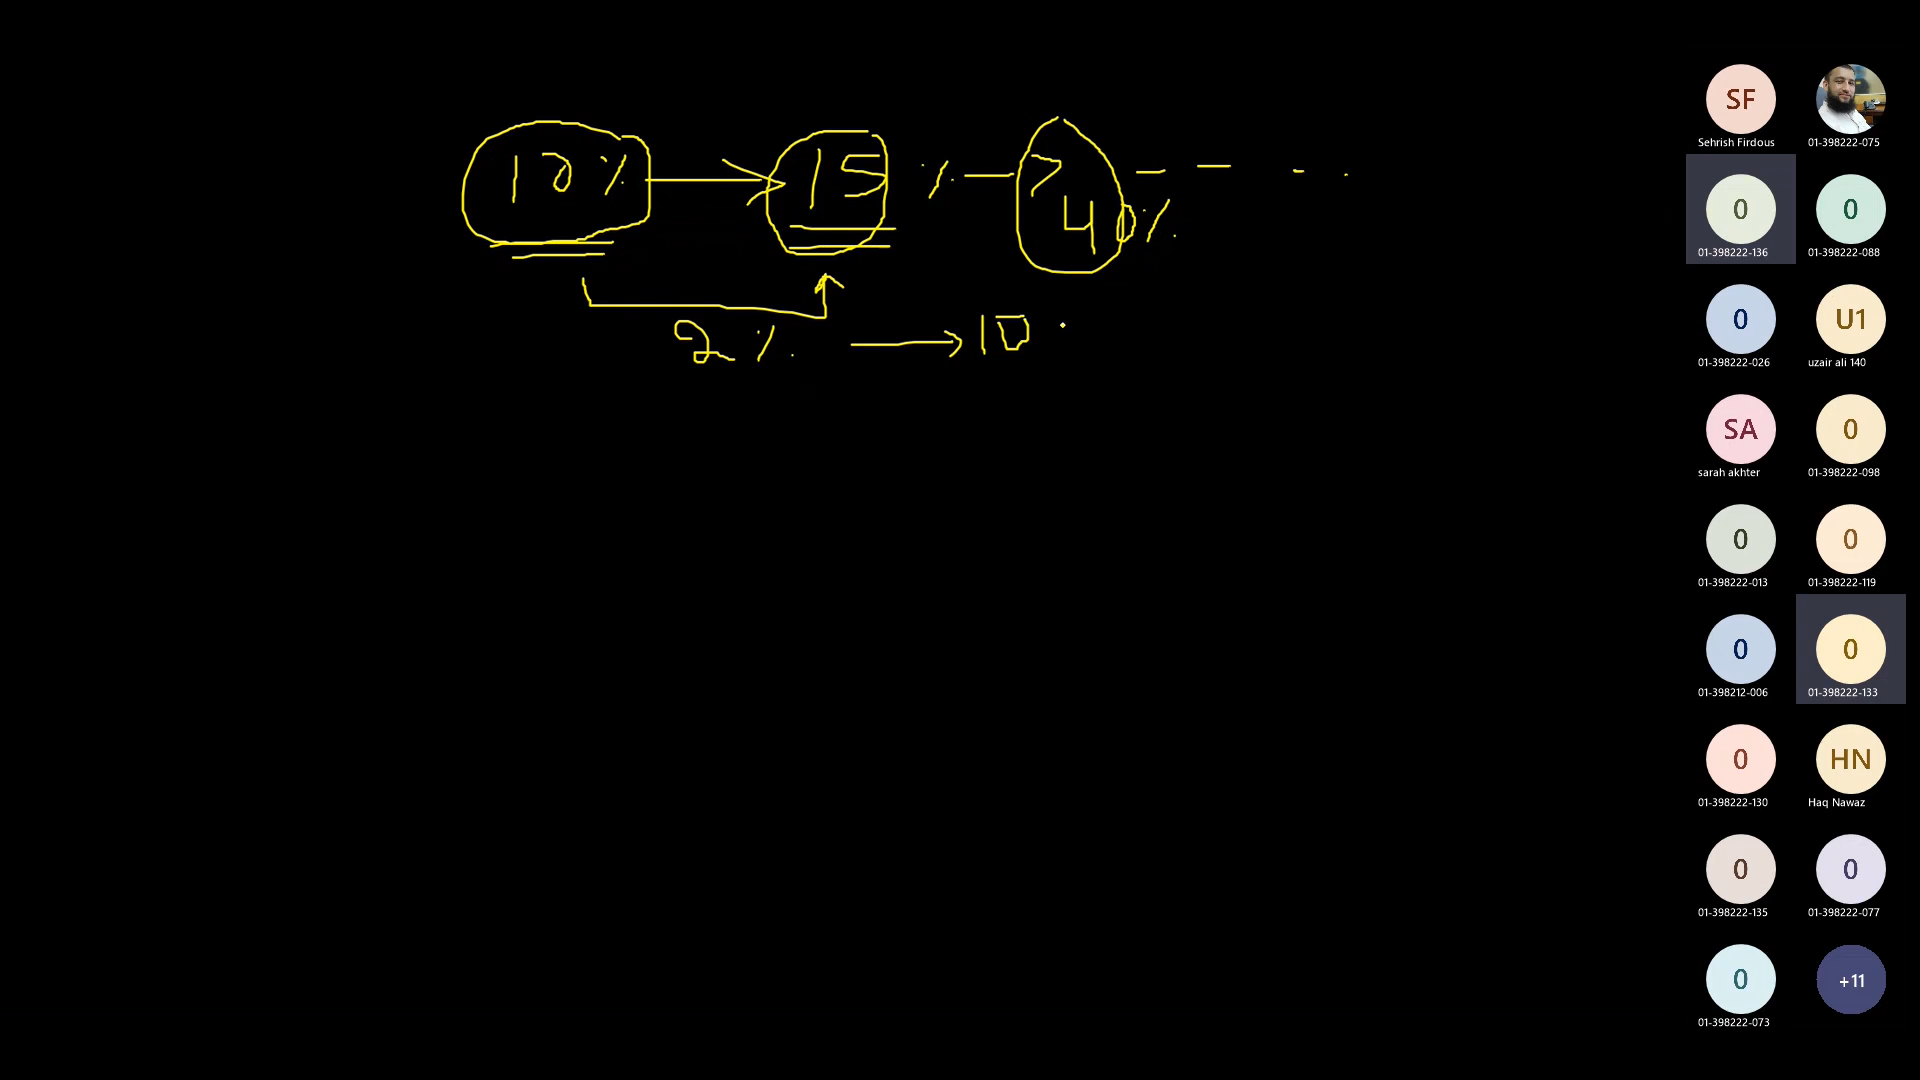 10% → 15 % → - - - .
40%
2 % → 10
SF
Sehrish Firdous
01-398222-075
0
01-398222-136
0
01-398222-088
0
01-398222-026
U1
uzair ali 140
SA
sarah akhter
0
01-398222-098
0
01-398222-013
0
01-398222-119
0
01-398212-006
0
01-398222-133
0
01-398222-130
HN
Haq Nawaz
0
01-398222-135
0
01-398222-077
0
01-398222-073
+11